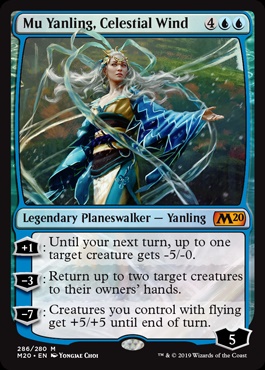 Mu Yanling, Celestial Wind 4
Legendary Planeswalker — Yanling M20
+1 : Until your next turn, up to one
target creature gets -5/-0.
-3 : Return up to two target creatures
to their owners' hands.
-7 : Creatures you control with flying
get +5/+5 until end of turn.
5
286/280 M
M20 • EN YONGJAE CHOI
™ & © 2019 Wizards of the Coast